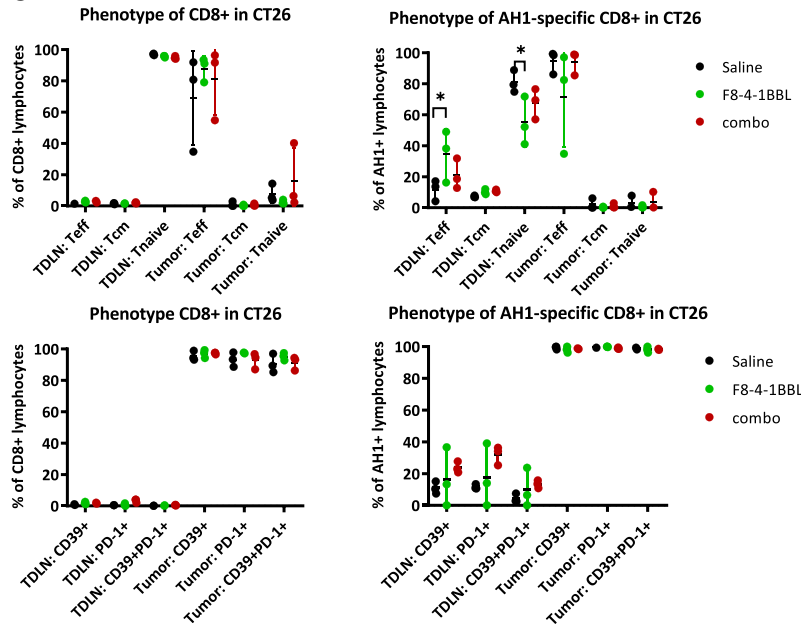 Phenotype of CD8+ in CT26
% of CD8+ lymphocytes
100
80
60
40
20
0
TDLN: Teff
TDLN: Tcm
TDLN: Tnaive
Tumor: Teff
Tumor: Tcm
Tumor: Tnaive
Phenotype of AH1-specific CD8+ in CT26
% of AH1+ lymphocytes
100
80
60
40
20
0
*
*
TDLN: Teff
TDLN: Tcm
TDLN: Tnaive
Tumor: Teff
Tumor: Tcm
Tumor: Tnaive
Saline
F8-4-1BBL
combo
Phenotype CD8+ in CT26
% of CD8+ lymphocytes
100
80
60
40
20
0
TDLN: CD39+
TDLN: PD-1+
TDLN: CD39+PD-1+
Tumor: CD39+
Tumor: PD-1+
Tumor: CD39+PD-1+
Phenotype of AH1-specific CD8+ in CT26
% of AH1+ lymphocytes
100
80
60
40
20
0
TDLN: CD39+
TDLN: PD-1+
TDLN: CD39+PD-1+
Tumor: CD39+
Tumor: PD-1+
Tumor: CD39+PD-1+
Saline
F8-4-1BBL
combo